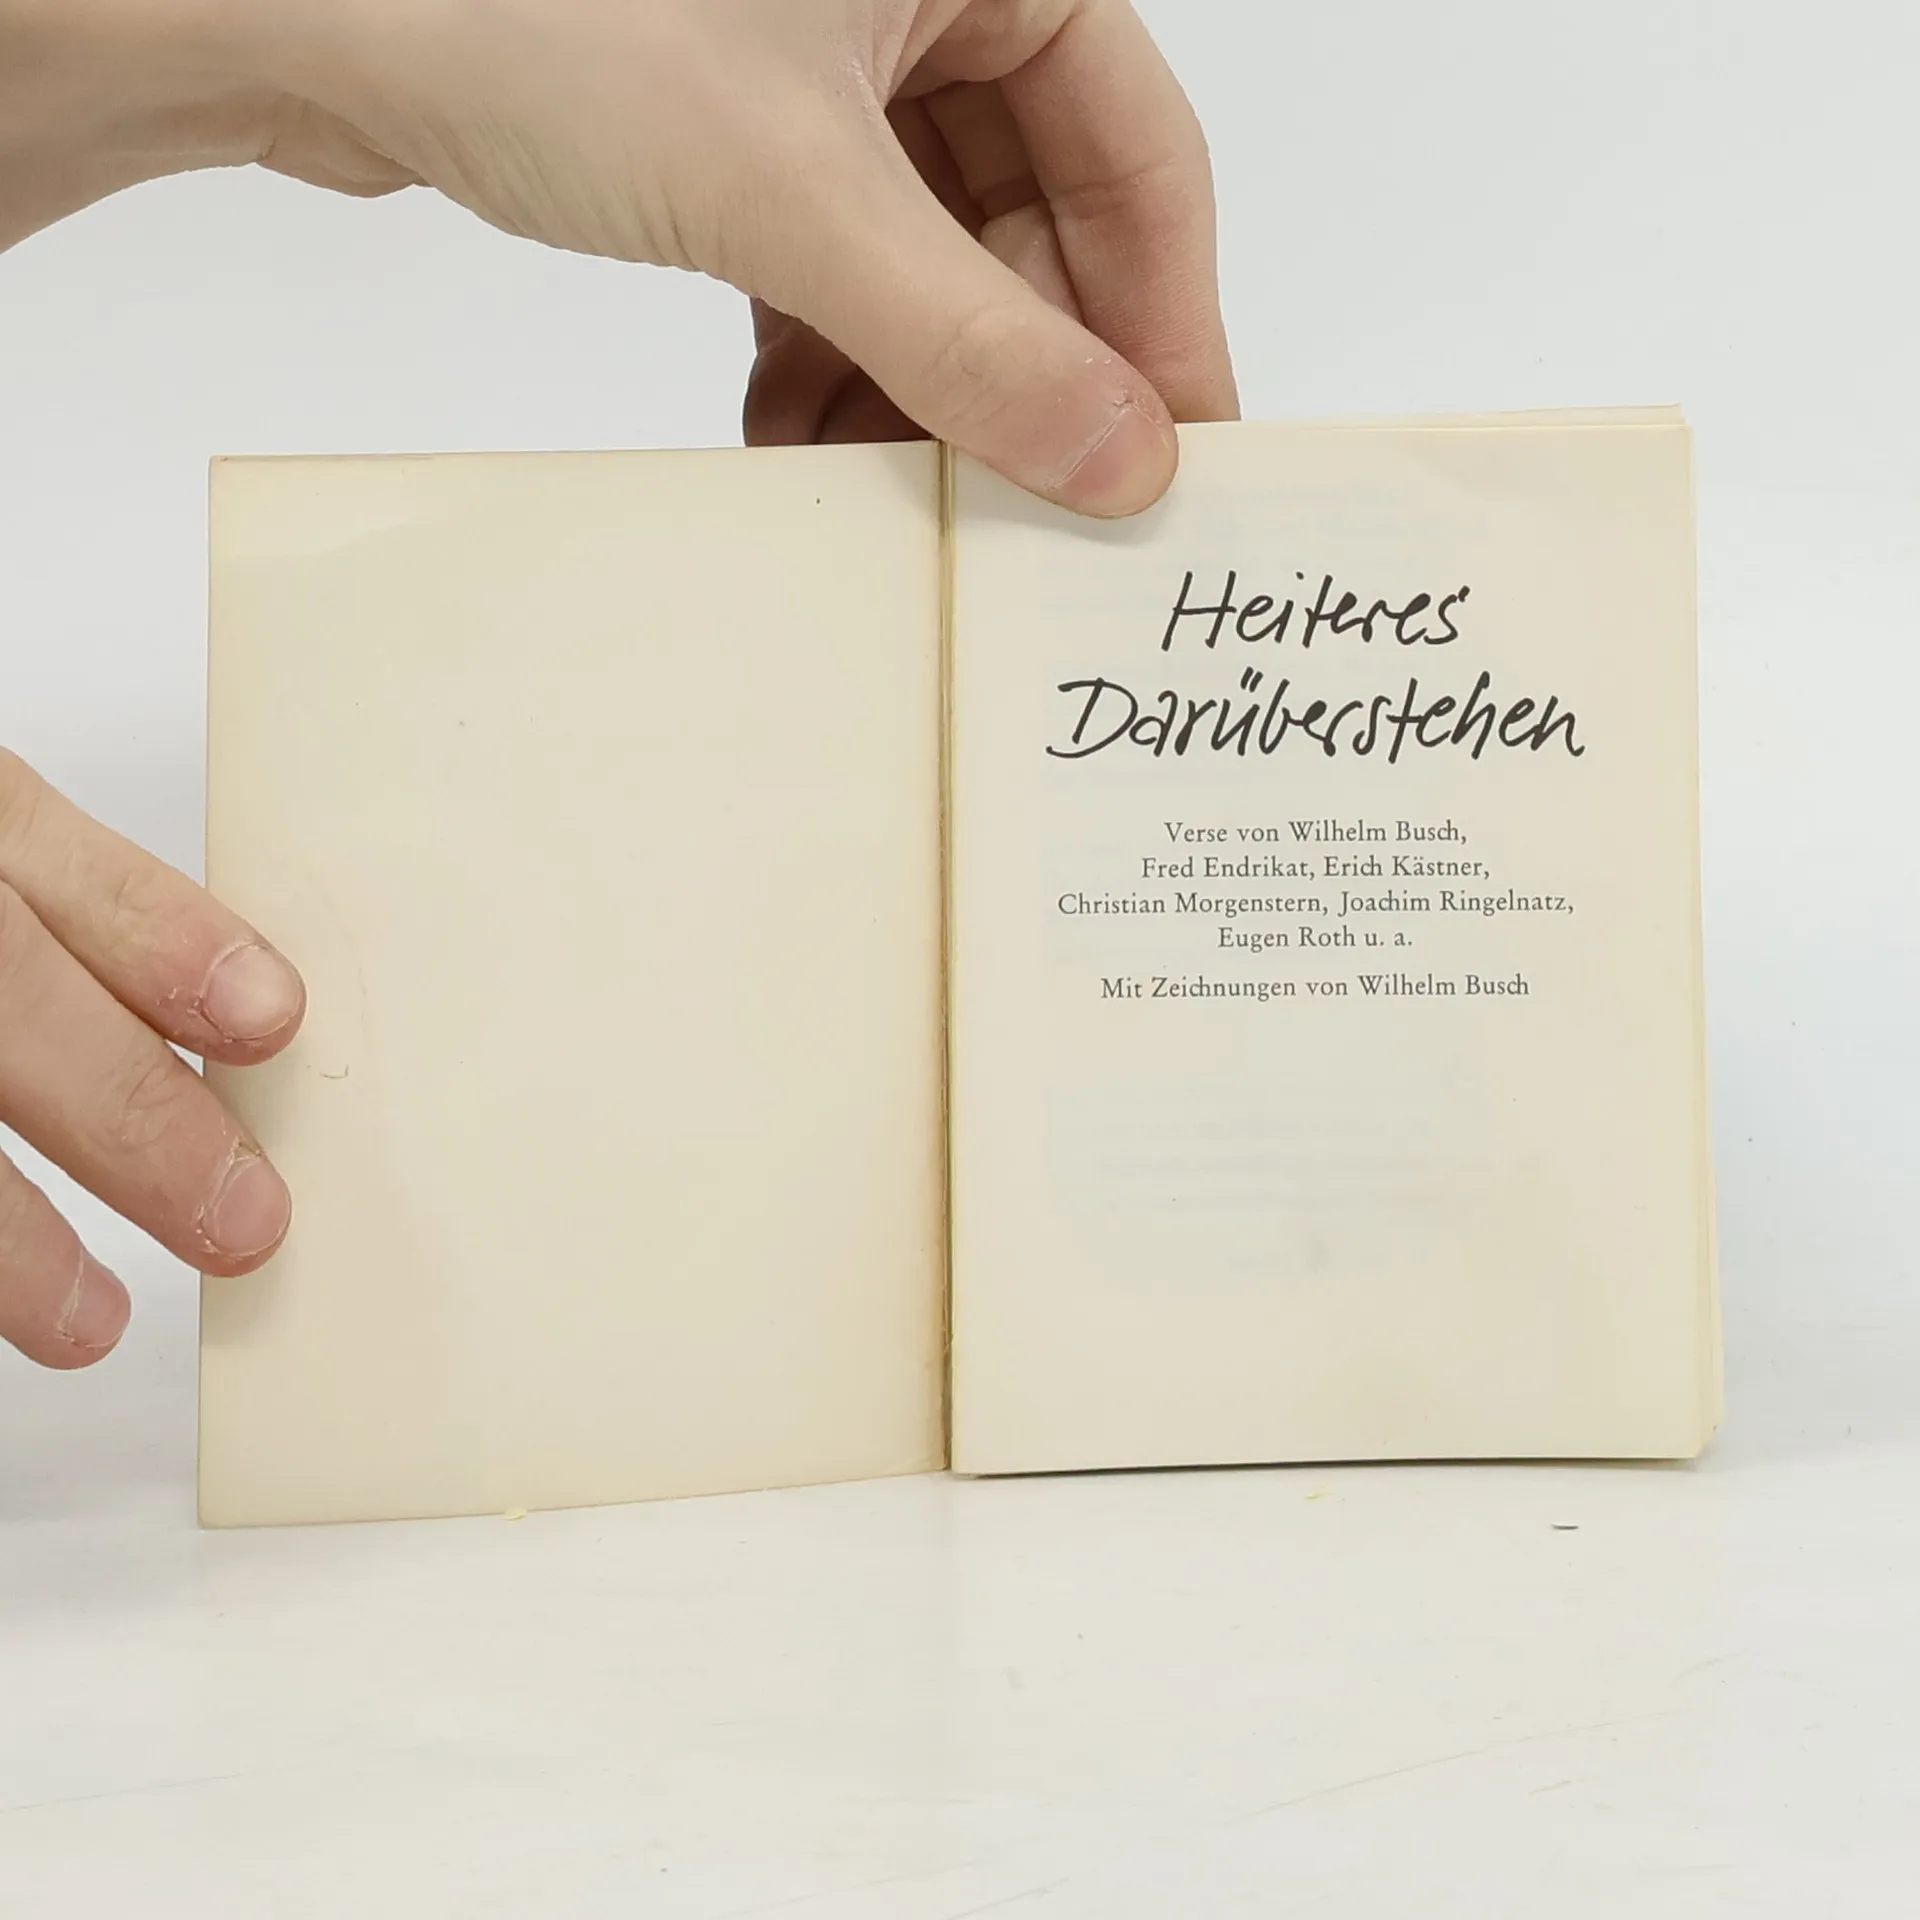 Heiteres
Darüberstehen
Verse von Wilhelm Busch,
Fred Endrikat, Erich Kästner,
Christian Morgenstern, Joachim Ringelnatz,
Eugen Roth u. a.
Mit Zeichnungen von Wilhelm Busch